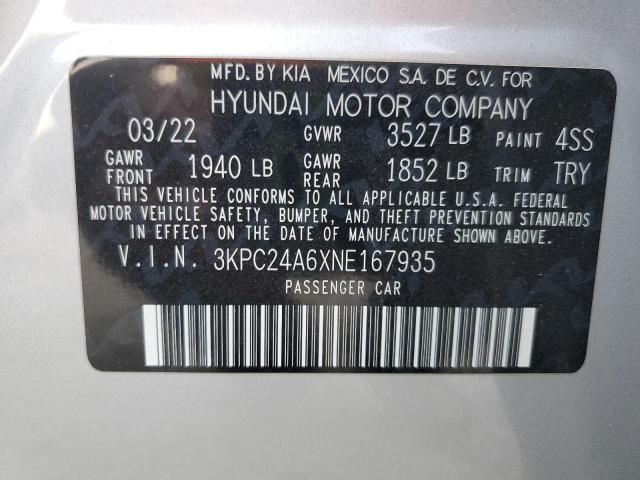 MFD. BY KIA MEXICO S.A. DE C.V. FOR
HYUNDAI MOTOR COMPANY
03/22 GVWR 3527 LB PAINT 4SS
GAWR FRONT 1940 LB GAWR REAR 1852 LB TRIM TRY
THIS VEHICLE CONFORMS TO ALL APPLICABLE U.S.A. FEDERAL
MOTOR VEHICLE SAFETY, BUMPER, AND THEFT PREVENTION STANDARDS
IN EFFECT ON THE DATE OF MANUFACTURE SHOWN ABOVE.
V.I.N. 3KPC24A6XNE167935
PASSENGER CAR